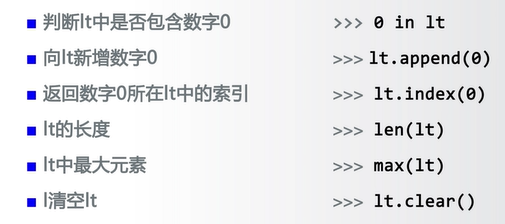 判断lt中是否包含数字0 >>> 0 in lt
向lt新增数字0 >>> lt.append(0)
返回数字0所在lt中的索引 >>> lt.index(0)
lt的长度 >>> len(lt)
lt中最大元素 >>> max(lt)
l清空lt >>> lt.clear()